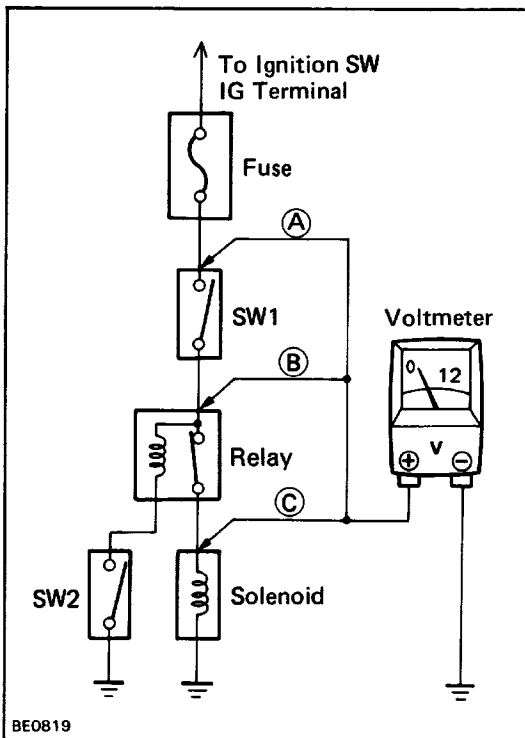 To Ignition SW
IG Terminal
Fuse
A
SW1
Voltmeter
B
0 12
V
+ −
Relay
C
SW2
Solenoid
BE0819